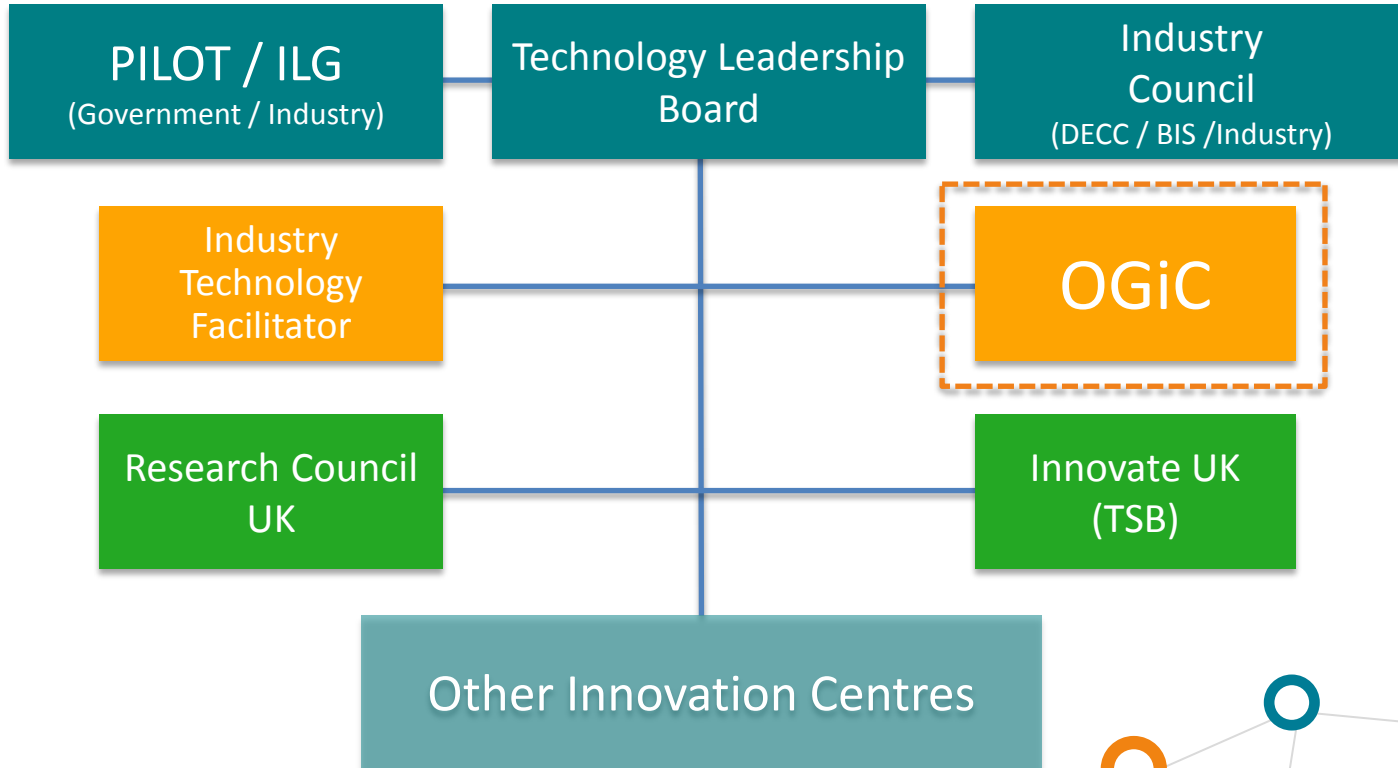 PILOT / ILG
(Government / Industry)
Technology Leadership
Board
Industry
Council
(DECC / BIS /Industry)
Industry
Technology
Facilitator
OGiC
Research Council
UK
Innovate UK
(TSB)
Other Innovation Centres